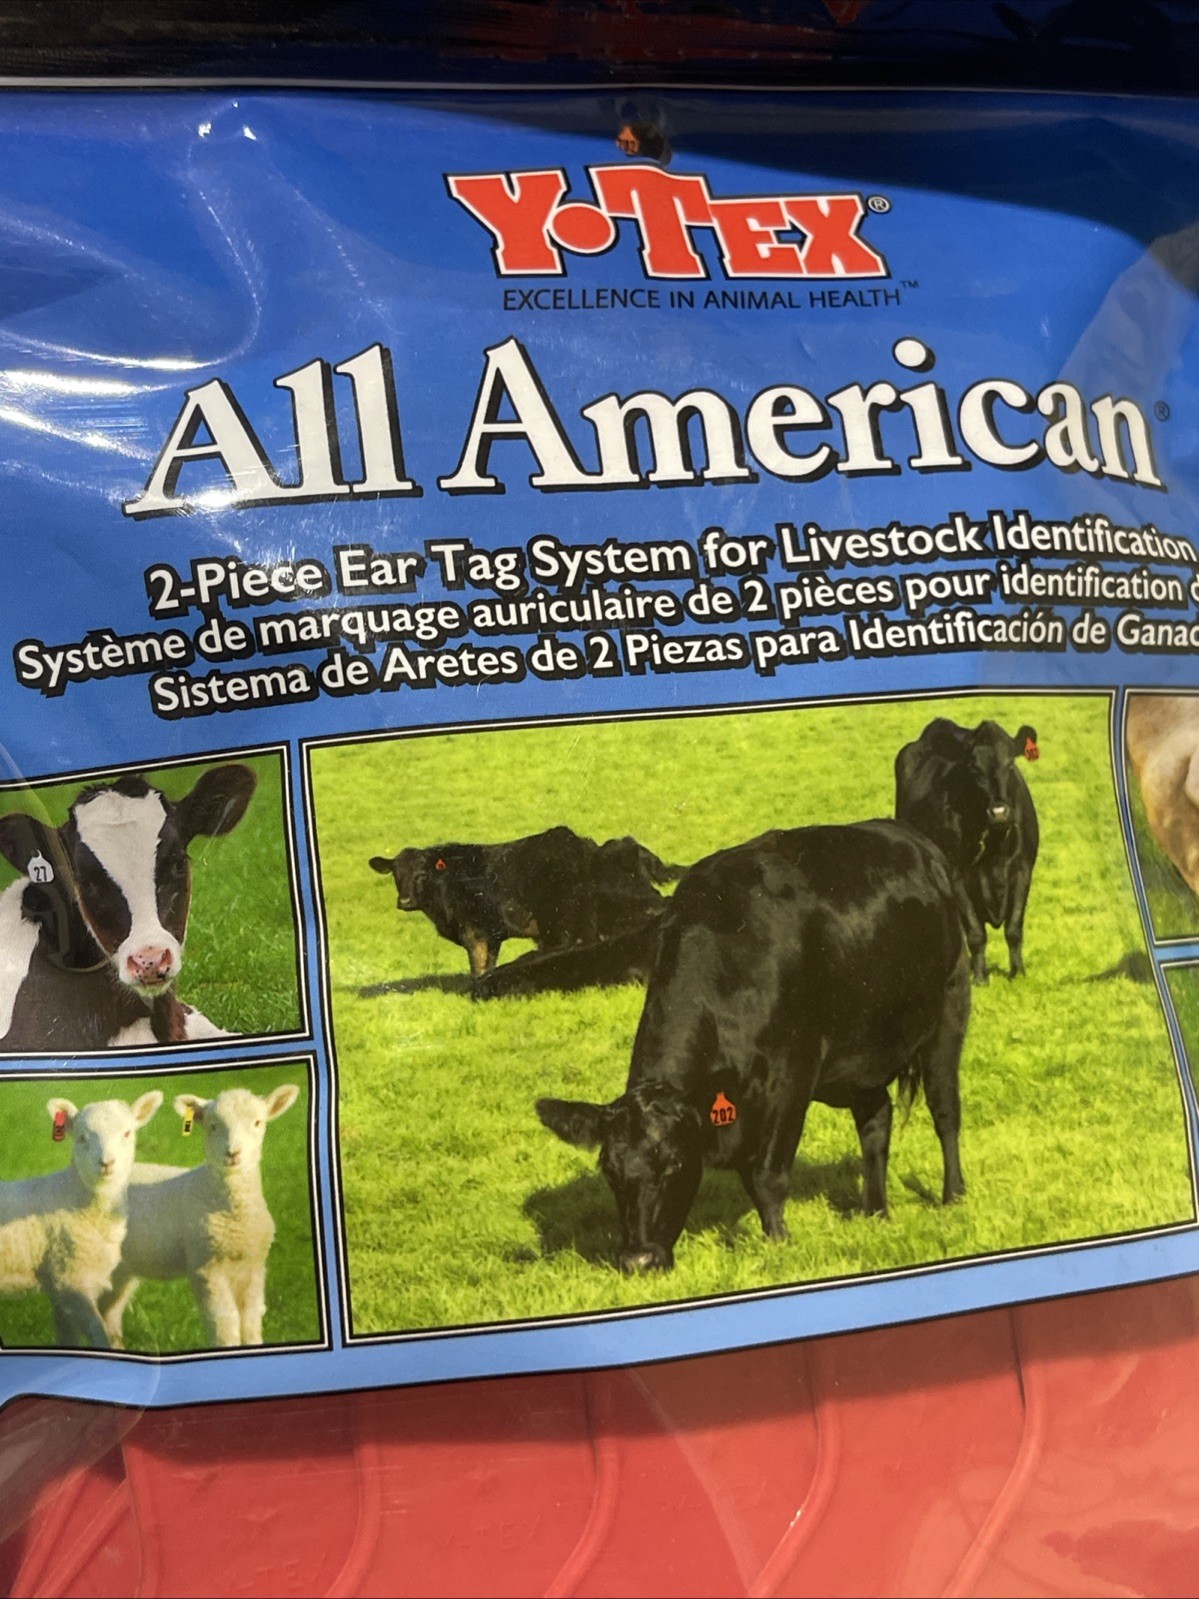 Y•TEX®
EXCELLENCE IN ANIMAL HEALTH™
All American®
2-Piece Ear Tag System for Livestock Identification
Système de marquage auriculaire de 2 pièces pour identification
Sistema de Aretes de 2 Piezas para Identificación de Ganad
27
202